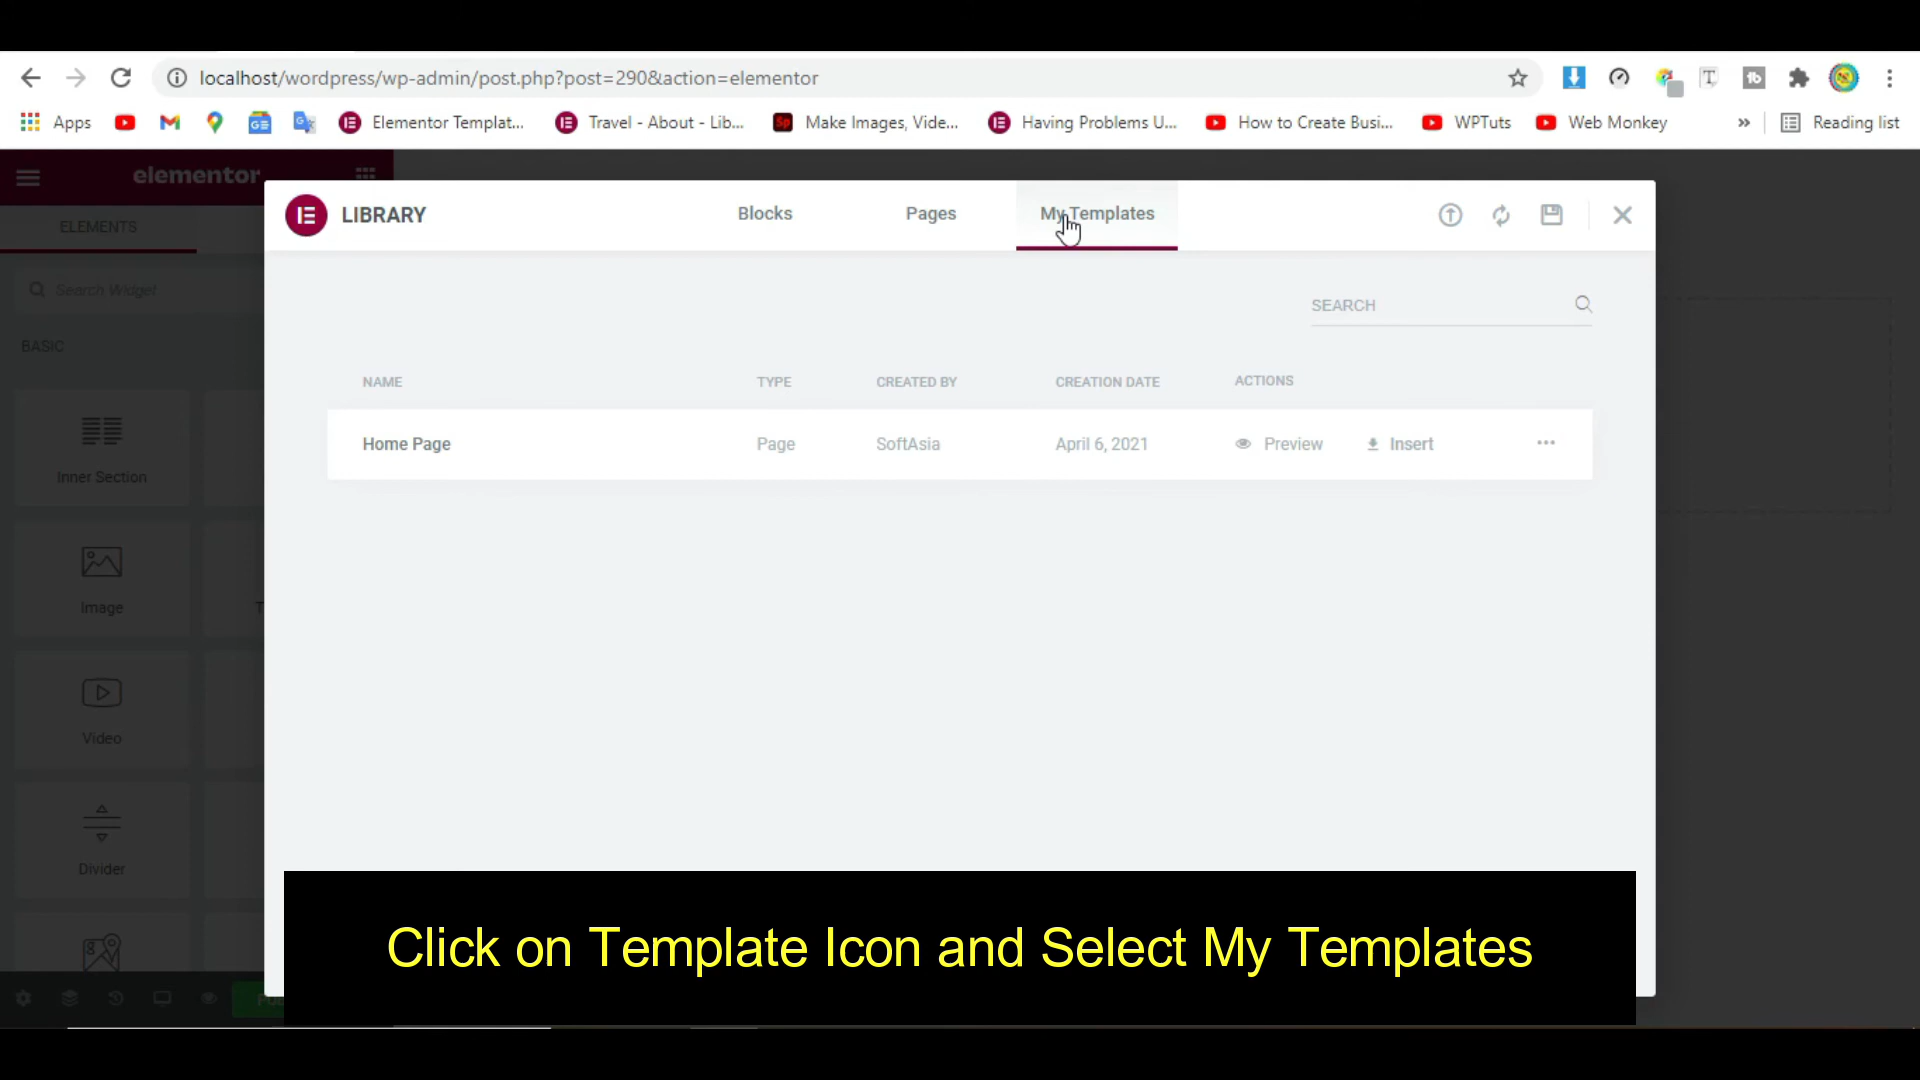 localhost/wordpress/wp-admin/post.php?post=290&action=elementor
Apps
Elementor Templat...
Travel - About - Lib...
Make Images, Vide...
Having Problems U...
How to Create Busi...
WPTuts
Web Monkey
»
Reading list
elementor
LIBRARY
Blocks
Pages
My Templates
ELEMENTS
Search Widget
SEARCH
BASIC
NAME
TYPE
CREATED BY
CREATION DATE
ACTIONS
Home Page
Page
SoftAsia
April 6, 2021
Preview
Insert
Inner Section
Image
Video
Divider
Click on Template Icon and Select My Templates